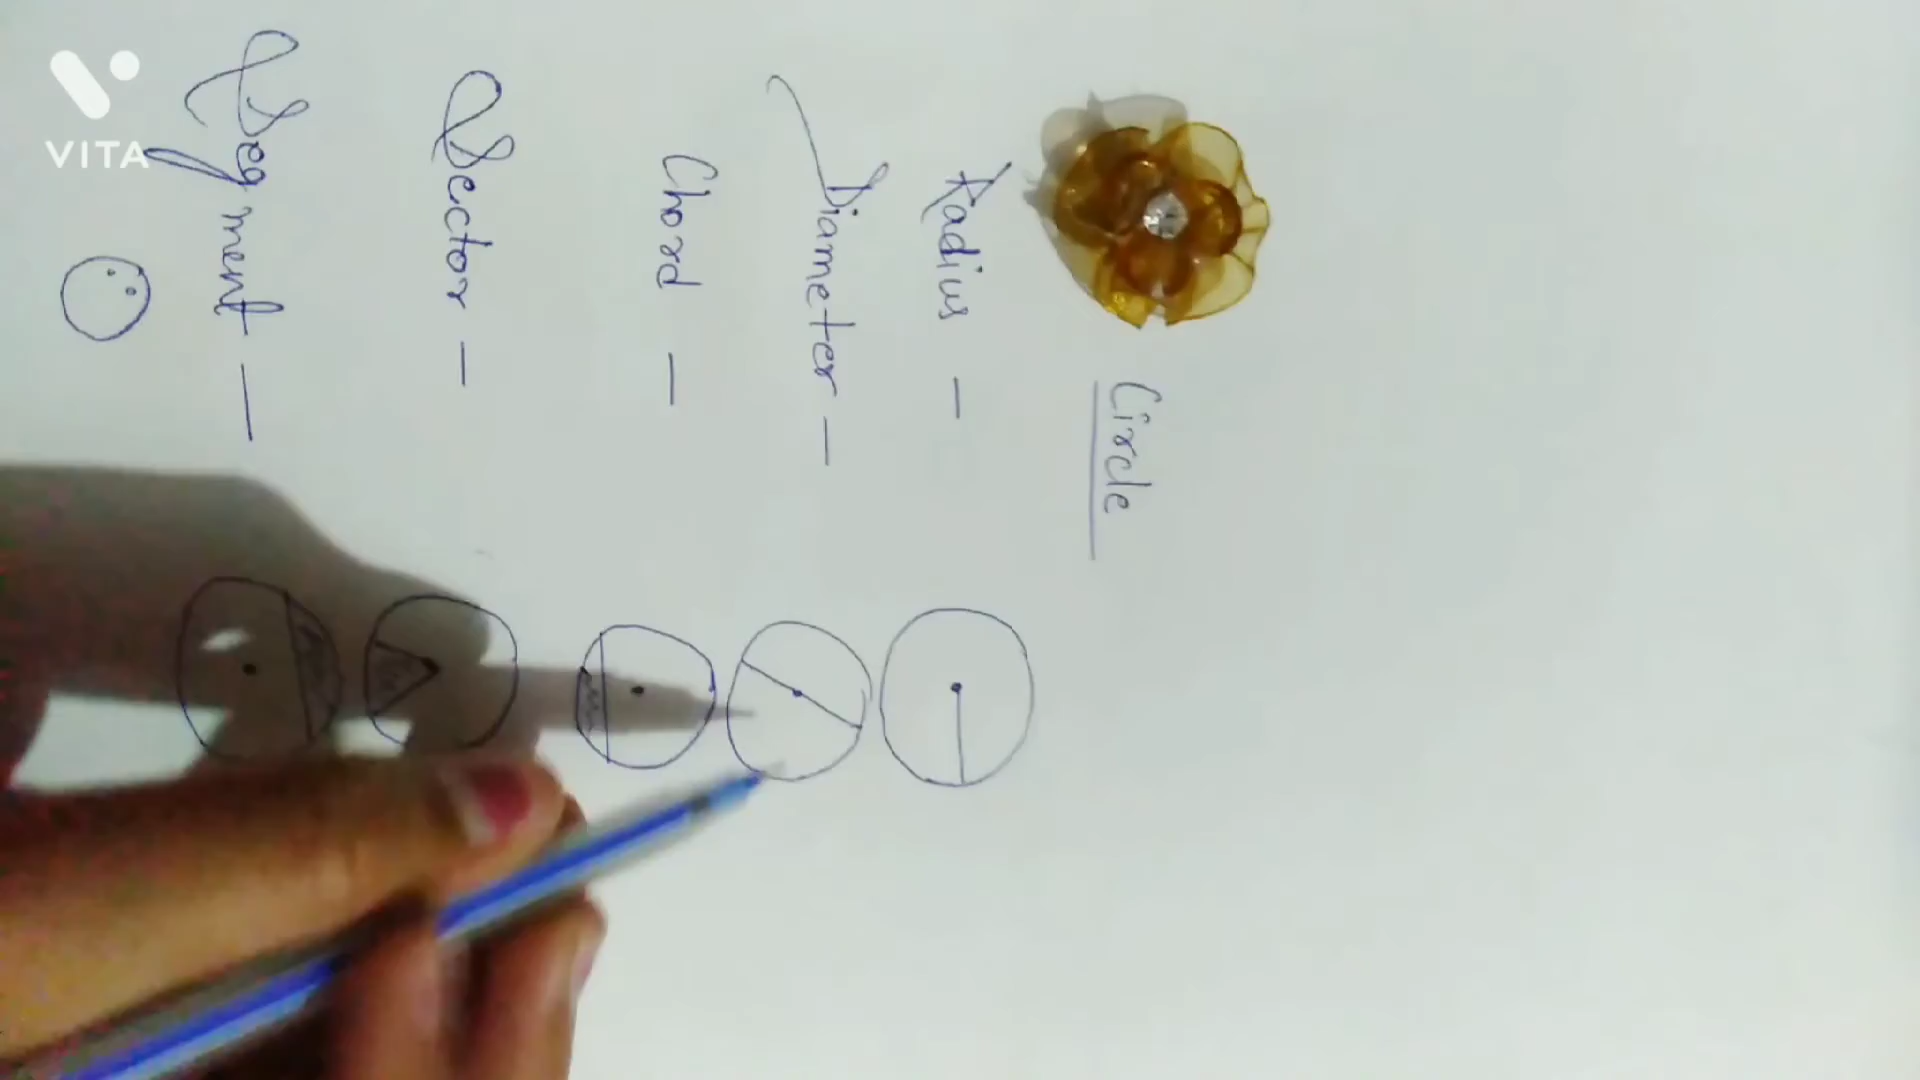 VITA
Circle
Radius -
Diameter -
Chord -
Sector -
Segment -